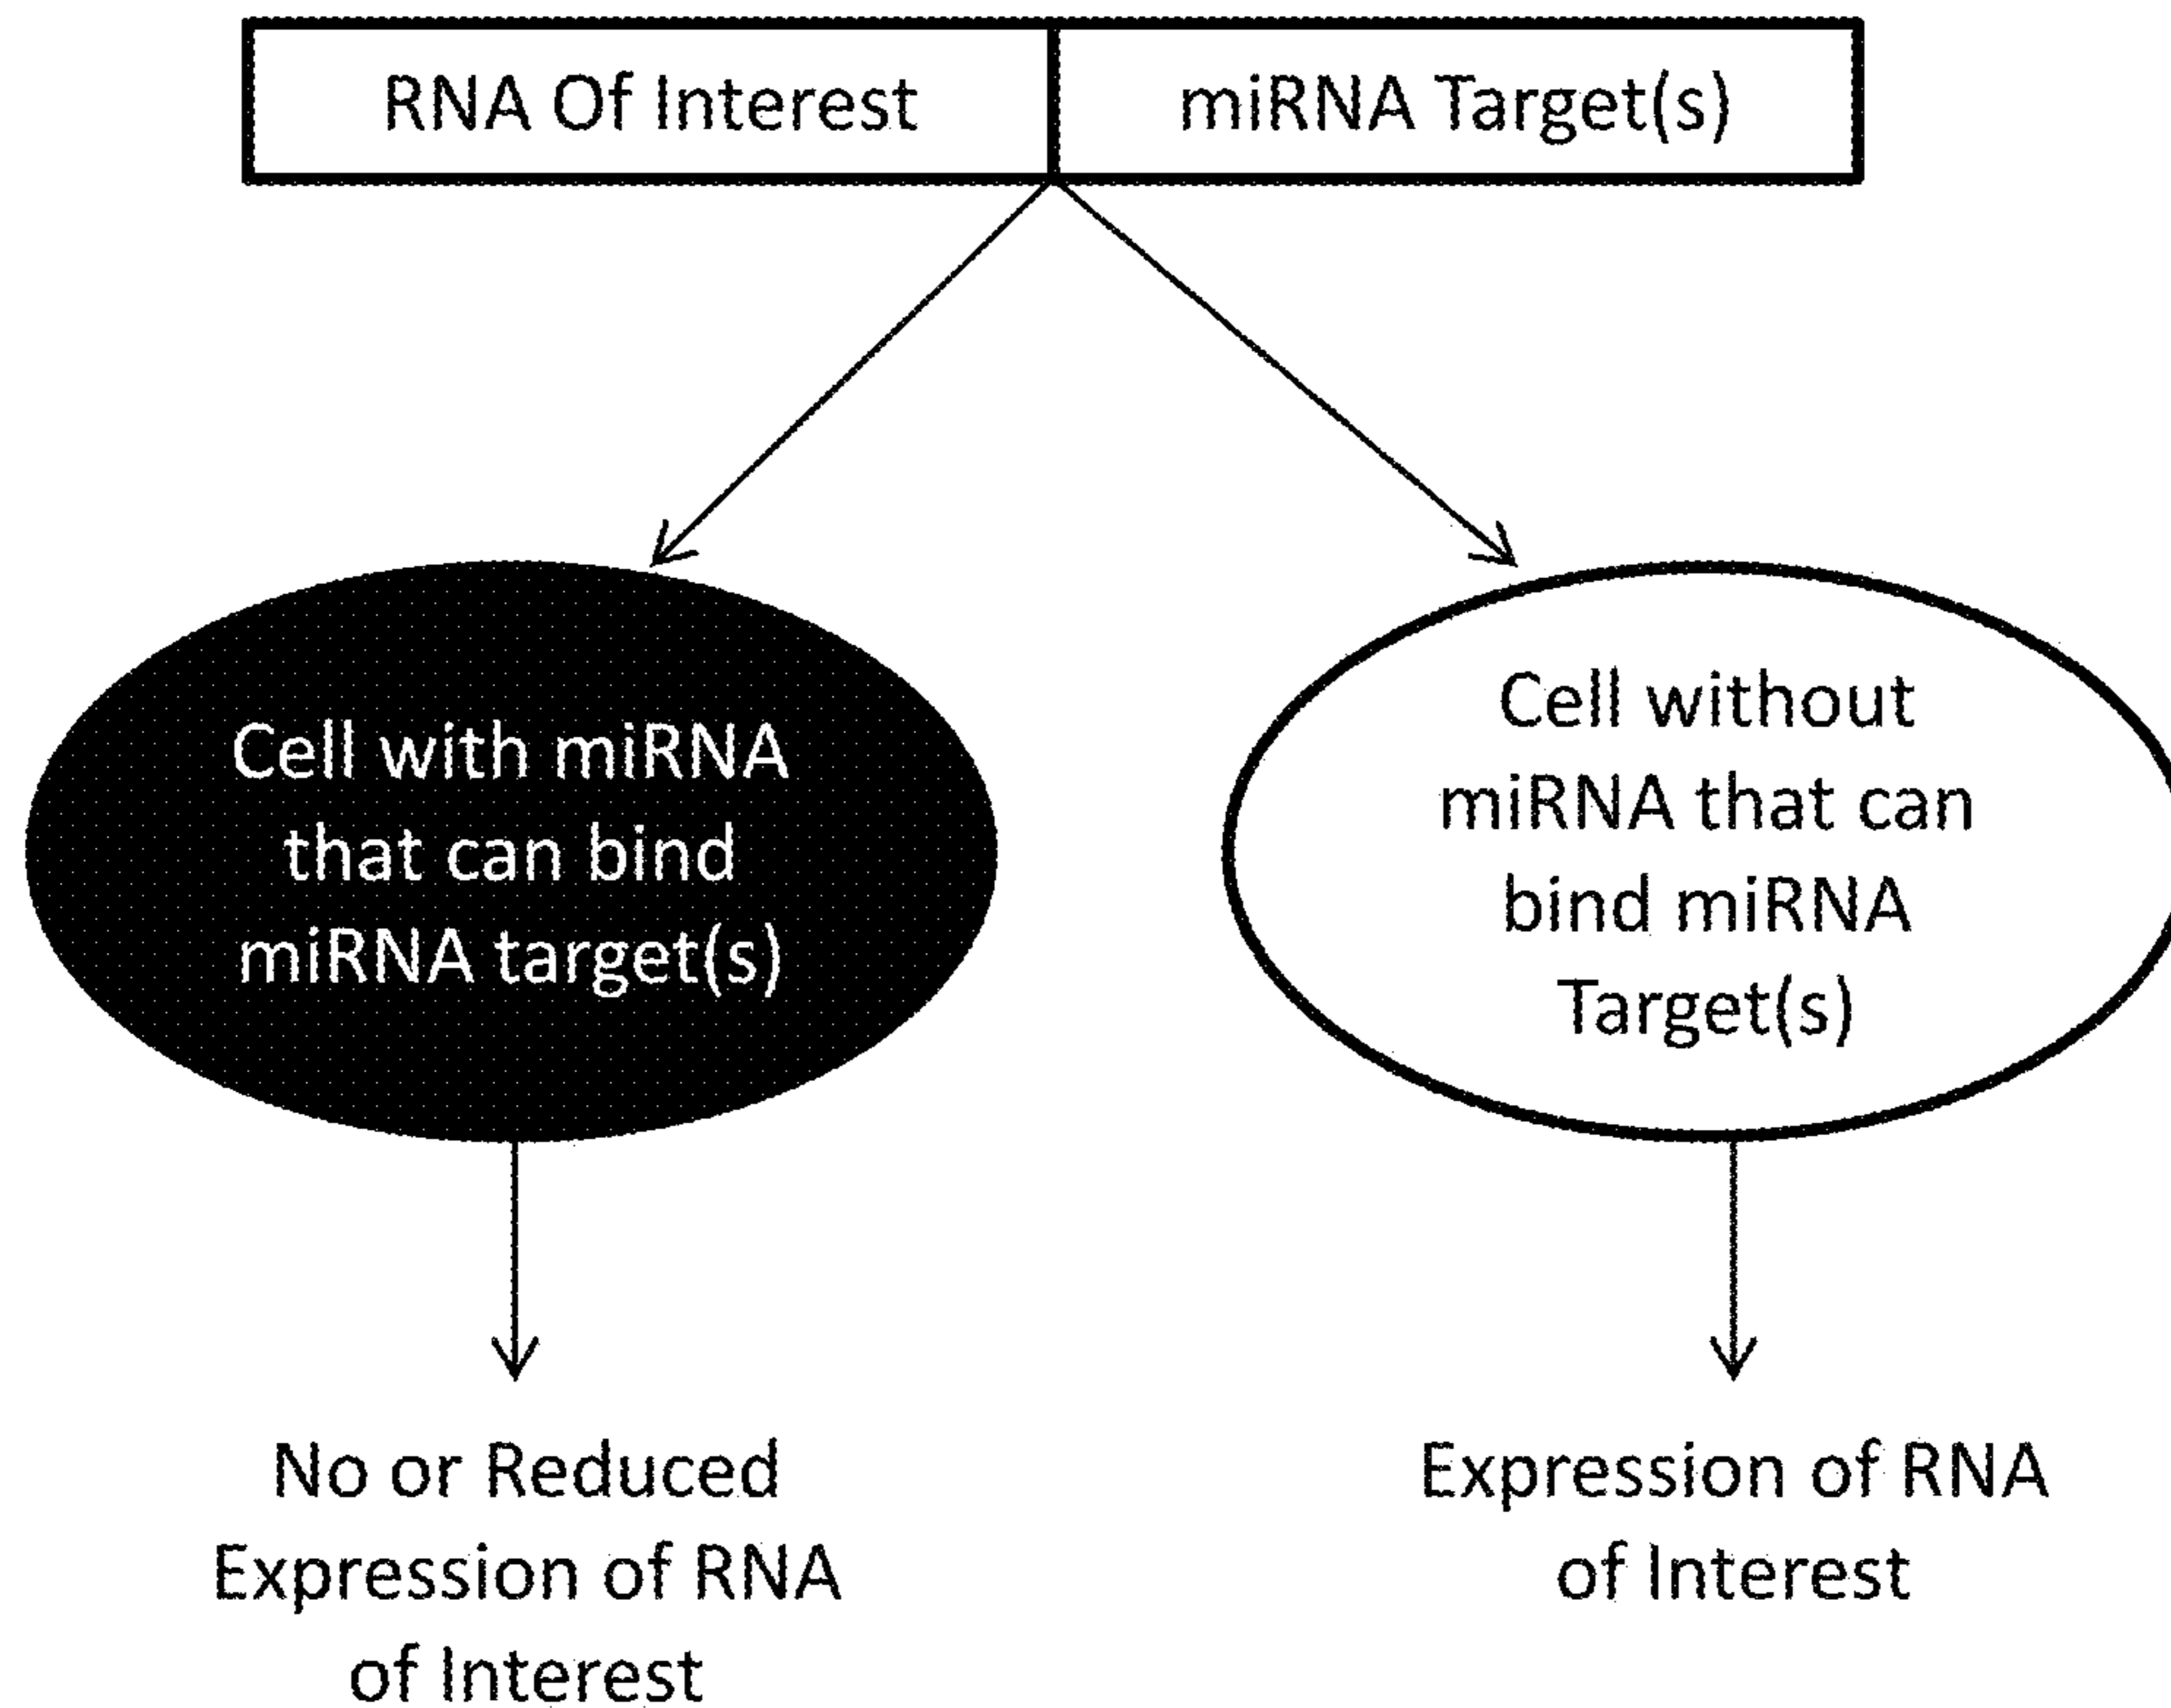 RNA Of Interest
miRNA Target(s)
Cell with miRNA
that can bind
miRNA target(s)
Cell without
miRNA that can
bind miRNA
Target(s)
No or Reduced
Expression of RNA
of Interest
Expression of RNA
of Interest